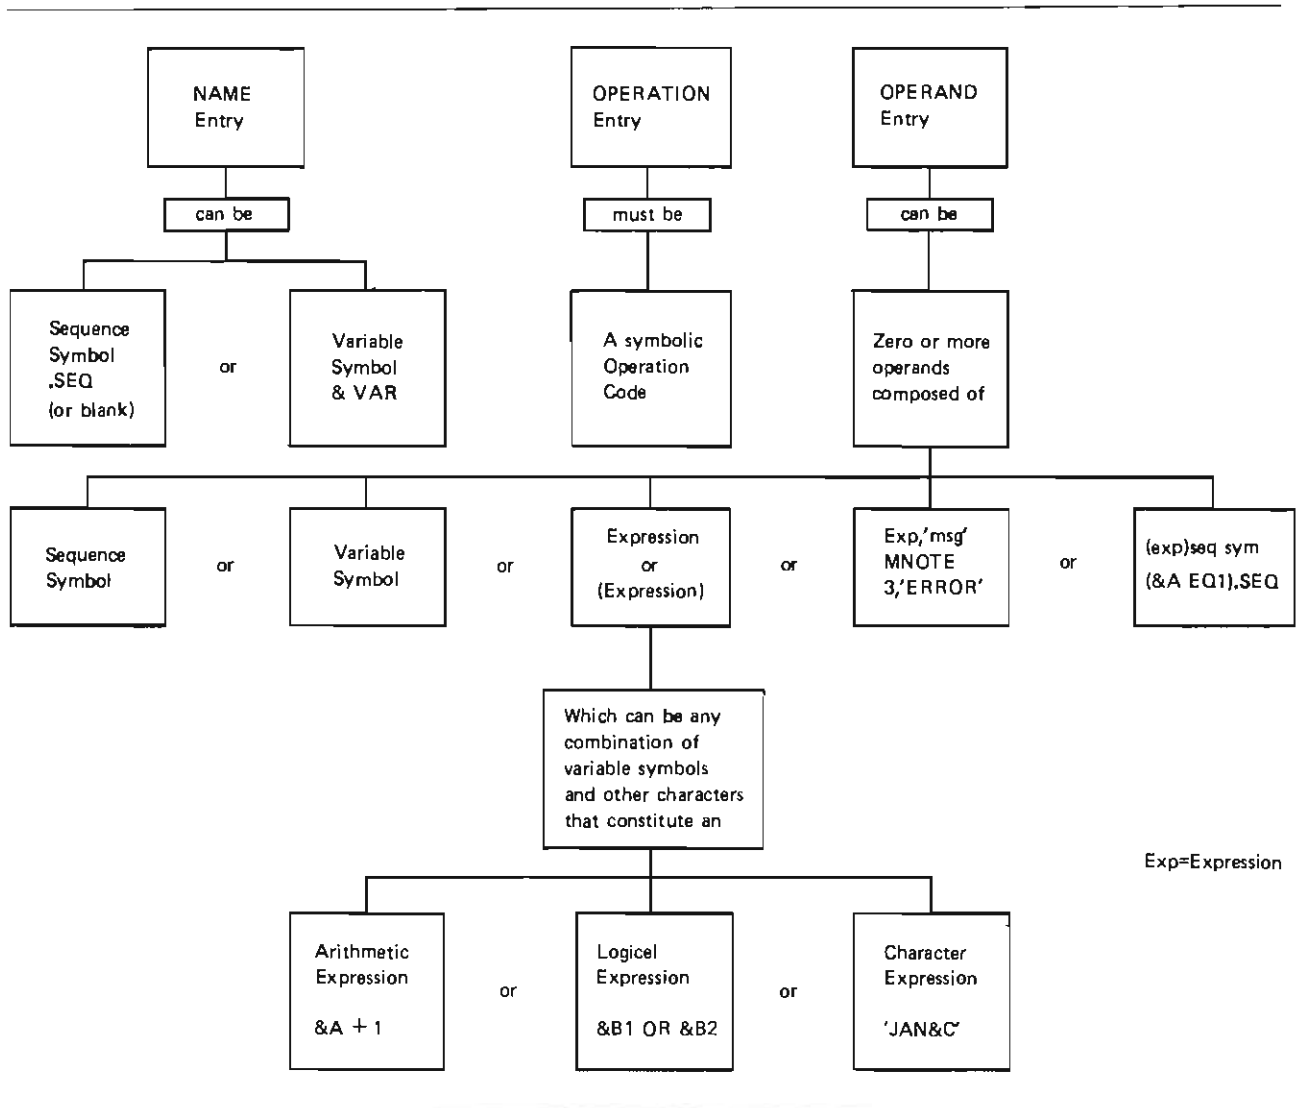 NAME
Entry
OPERATION
Entry
OPERAND
Entry
can be
must be
can be
Sequence
Symbol
.SEQ
(or blank)
or
Variable
Symbol
& VAR
A symbolic
Operation
Code
Zero or more
operands
composed of
Sequence
Symbol
or
Variable
Symbol
or
Expression
or
(Expression)
or
Exp,'msg'
MNOTE
3,'ERROR'
or
(exp)seq sym
(&A EQ1).SEQ
Which can be any
combination of
variable symbols
and other characters
that constitute an
Exp=Expression
Arithmetic
Expression
&A + 1
or
Logical
Expression
&B1 OR &B2
or
Character
Expression
'JAN&C'